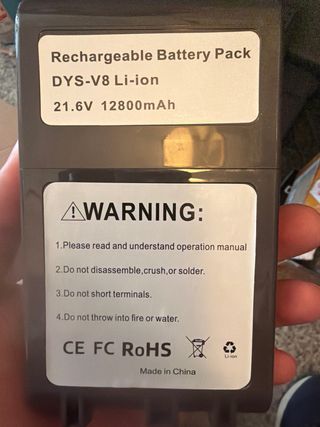 Rechargeable Battery Pack
DYS-V8 Li-ion
21.6V 12800mAh
WARNING:
1.Please read and understand operation manual
2.Do not disassemble,crush,or solder.
3.Do not short terminals.
4.Do not throw into fire or water.
CE FC RoHS
Li-ion
Made in China